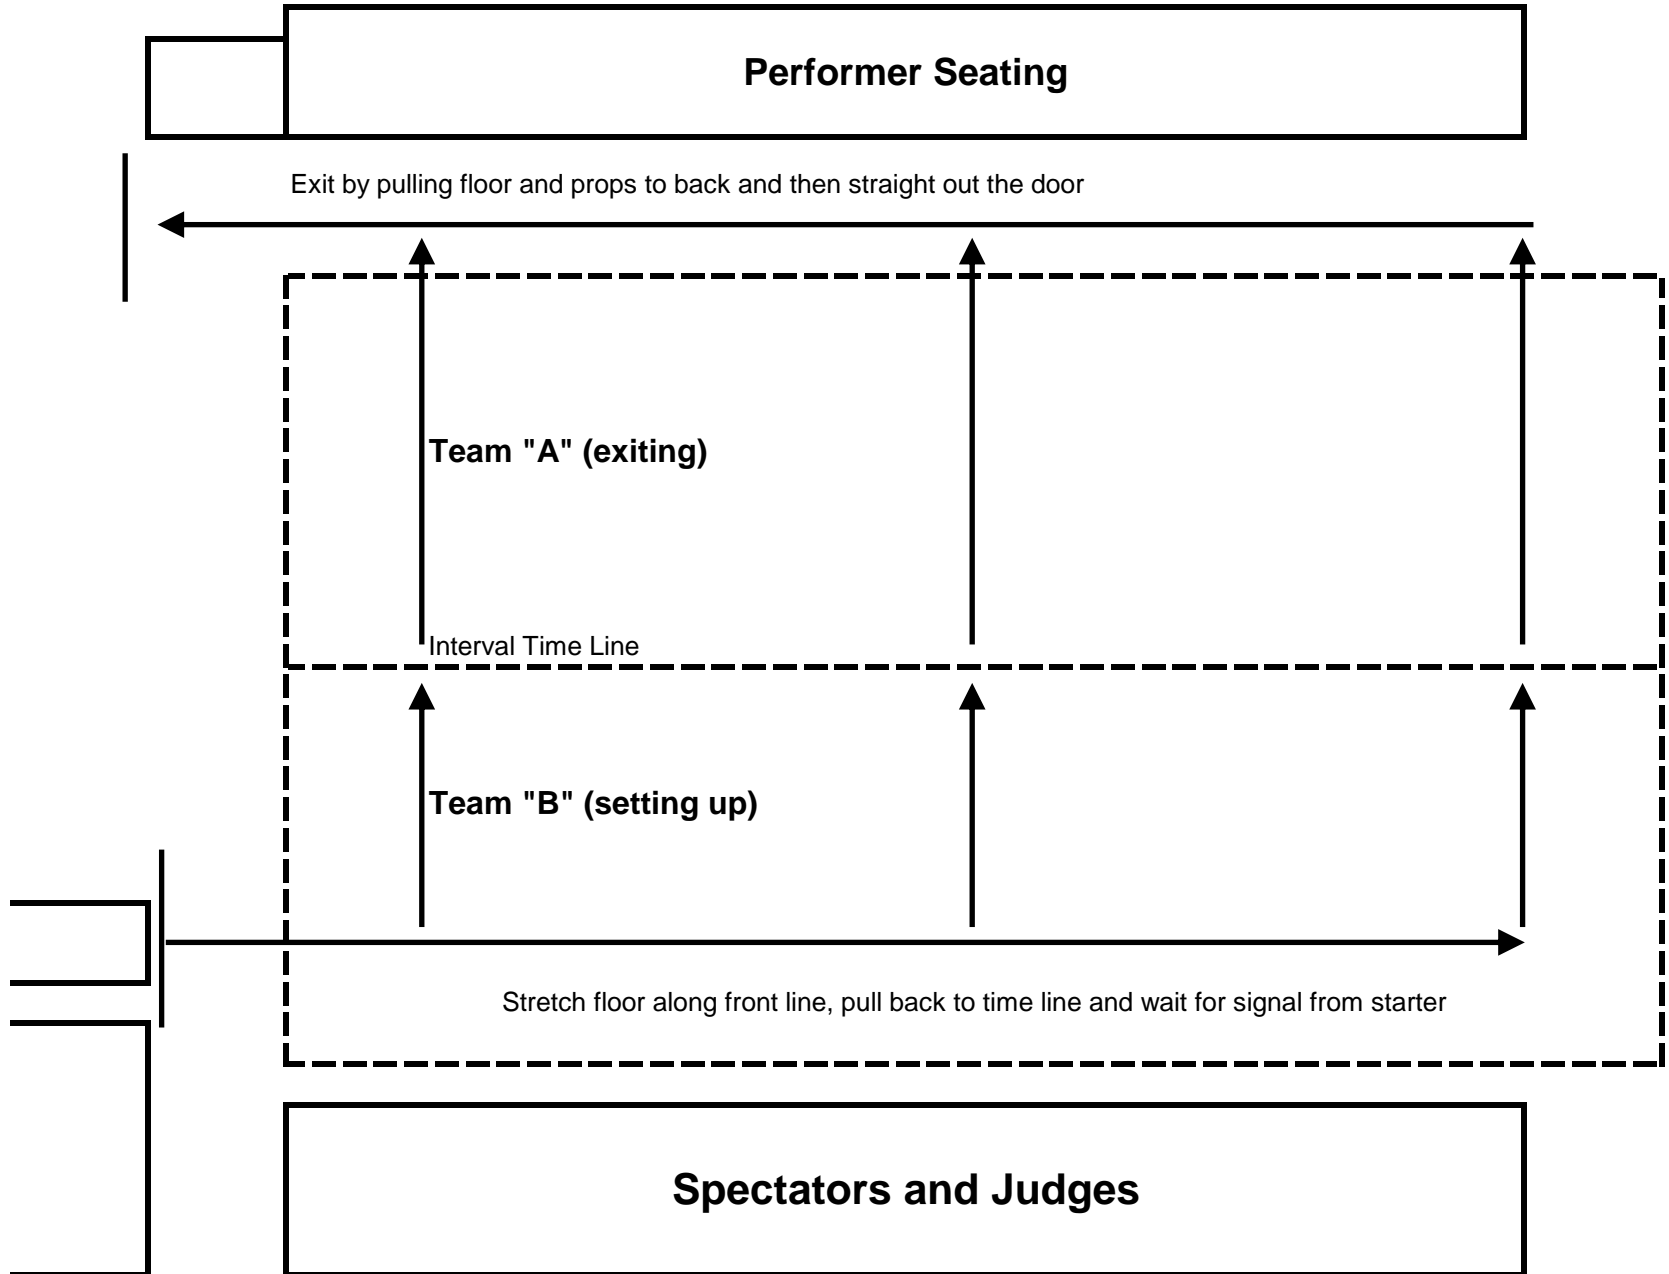 Performer Seating
Exit by pulling floor and props to back and then straight out the door
Team "A" (exiting)
Interval Time Line
Team "B" (setting up)
Stretch floor along front line, pull back to time line and wait for signal from starter
Spectators and Judges